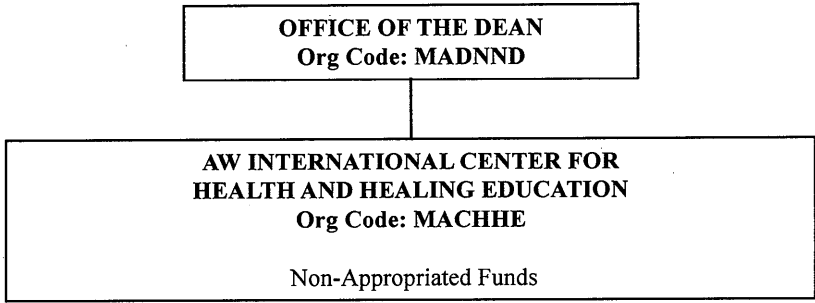 OFFICE OF THE DEAN
Org Code: MADNND
AW INTERNATIONAL CENTER FOR
HEALTH AND HEALING EDUCATION
Org Code: MACHHE
Non-Appropriated Funds